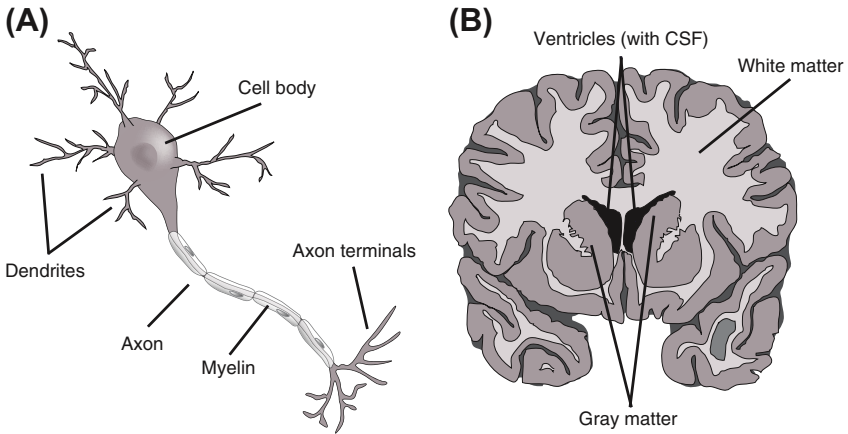 (A)
Cell body
Dendrites
Axon
Myelin
Axon terminals
(B)
Ventricles (with CSF)
White matter
Gray matter